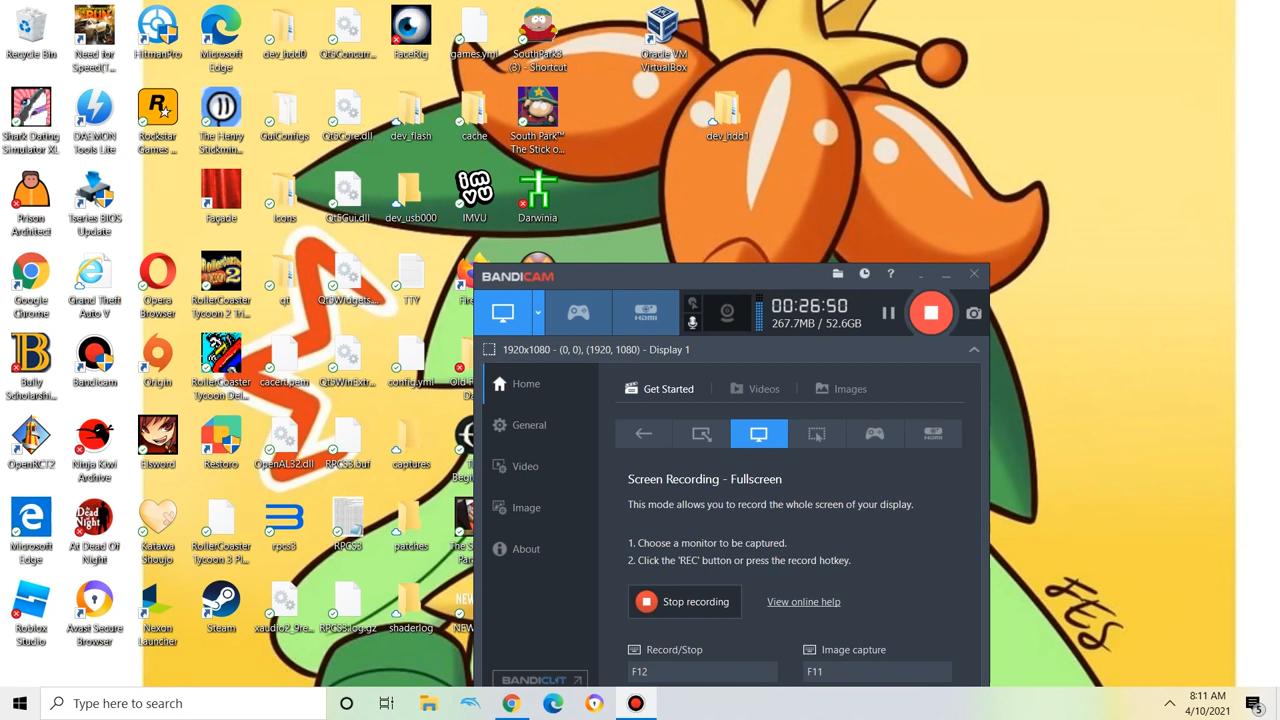 Recycle Bin
Need for
Speed(T...
HitmanPro
Microsoft
Edge
dev_hdd0
Qt5Concurr...
FaceRig
games.yml
SouthPark3
(3) - Shortcut
Oracle VM
VirtualBox
Shark Dating
Simulator XL
DAEMON
Tools Lite
Rockstar
Games ...
The Henry
Stickmin...
GuiConfigs
Qt5Core.dll
dev_flash
cache
South Park™
The Stick o...
dev_hdd1
Prison
Architect
Tseries BIOS
Update
Façade
Icons
Qt5Gui.dll
dev_usb000
imvu
IMVU
Darwinia
Google
Chrome
Grand Theft
Auto V
Opera
Browser
RollerCoaster
Tycoon 2 Tri...
qt
Qt5Widgets...
TTY
Fire
Bully
Scholarshi...
Bandicam
Origin
RollerCoaster
Tycoon Del...
cacert.pem
Qt5WinExtr...
config.yml
OpenRCT2
Ninja Kiwi
Archive
Elsword
Restoro
OpenAL32.dll
RPCS3.buf
captures
Microsoft
Edge
At Dead Of
Night
Katawa
Shoujo
RollerCoaster
Tycoon 3 Pl...
rpcs3
RPCS3
patches
Roblox
Studio
Avast Secure
Browser
Nexon
Launcher
Steam
xaudio2_9re...
RPCS3.log.gz
shaderlog
NEW
BANDICAM
HDMI
00:26:50
267.7MB / 52.6GB
1920x1080 - (0, 0), (1920, 1080) - Display 1
Home
General
Video
Image
About
BANDICUT
Get Started
Videos
Images
Screen Recording - Fullscreen
This mode allows you to record the whole screen of your display.
1. Choose a monitor to be captured.
2. Click the 'REC' button or press the record hotkey.
Stop recording
View online help
Record/Stop
Image capture
F12
F11
FES
Type here to search
8:11 AM
4/10/2021
5